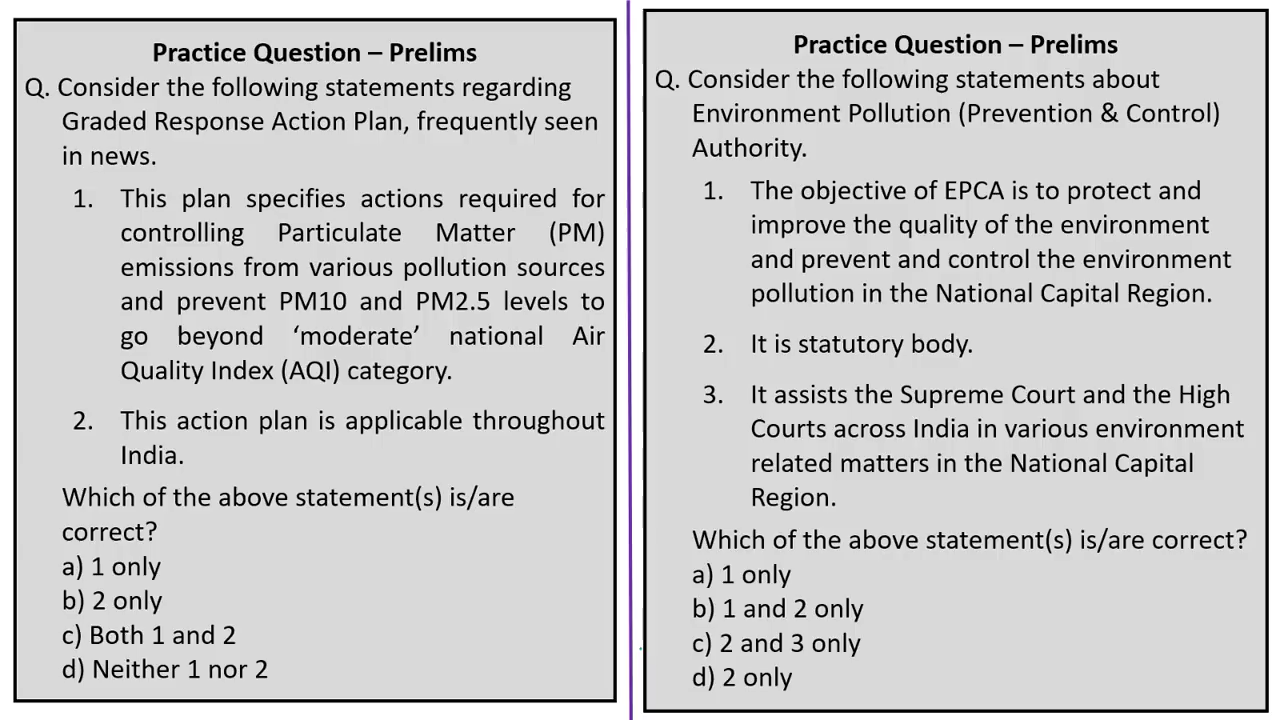 Practice Question – Prelims
Q. Consider the following statements regarding
Graded Response Action Plan, frequently seen
in news.
1. This plan specifies actions required for
controlling Particulate Matter (PM)
emissions from various pollution sources
and prevent PM10 and PM2.5 levels to
go beyond ‘moderate’ national Air
Quality Index (AQI) category.
2. This action plan is applicable throughout
India.
Which of the above statement(s) is/are
correct?
a) 1 only
b) 2 only
c) Both 1 and 2
d) Neither 1 nor 2
Practice Question – Prelims
Q. Consider the following statements about
Environment Pollution (Prevention & Control)
Authority.
1. The objective of EPCA is to protect and
improve the quality of the environment
and prevent and control the environment
pollution in the National Capital Region.
2. It is statutory body.
3. It assists the Supreme Court and the High
Courts across India in various environment
related matters in the National Capital
Region.
Which of the above statement(s) is/are correct?
a) 1 only
b) 1 and 2 only
c) 2 and 3 only
d) 2 only